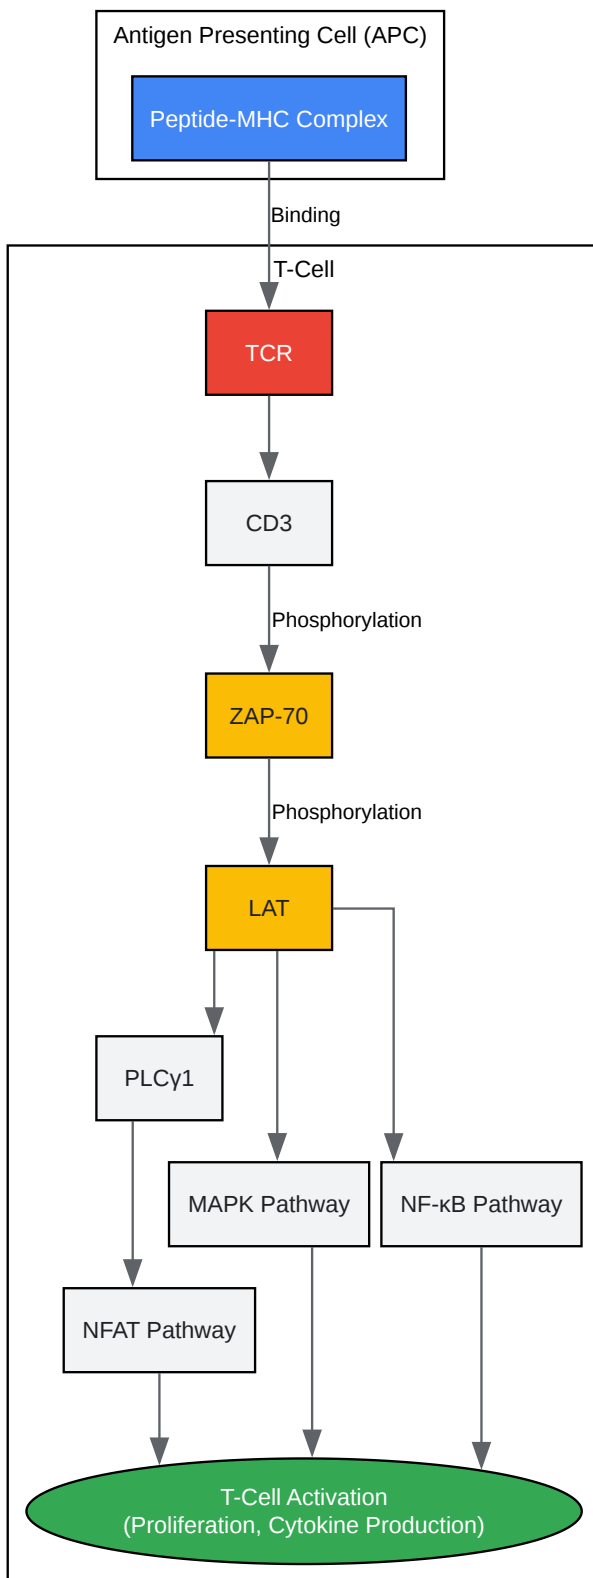 Antigen Presenting Cell (APC)
Peptide-MHC Complex
Binding
T-Cell
TCR
CD3
Phosphorylation
ZAP-70
Phosphorylation
LAT
PLCγ1
MAPK Pathway
NF-κB Pathway
NFAT Pathway
T-Cell Activation
(Proliferation, Cytokine Production)